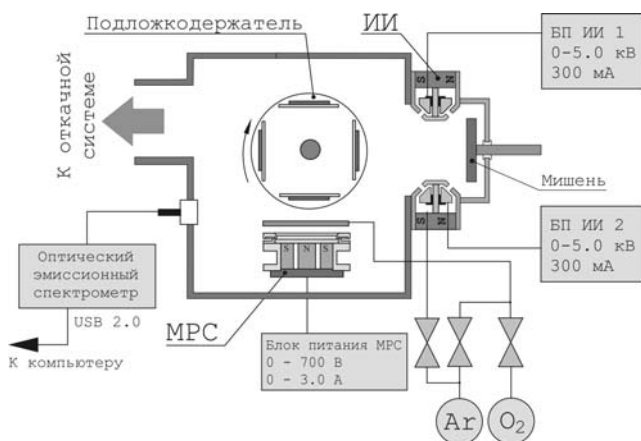 Подложкодержатель
ИИ
БП ИИ 1
0-5.0 кВ
300 мА
S
N
К откачной
системе
Мишень
S
N
БП ИИ 2
0-5.0 кВ
300 мА
Оптический
эмиссионный
спектрометр
USB 2.0
К компьютеру
S
N
S
МРС
Блок питания МРС
0 - 700 В
0 - 3.0 А
Ar
O2